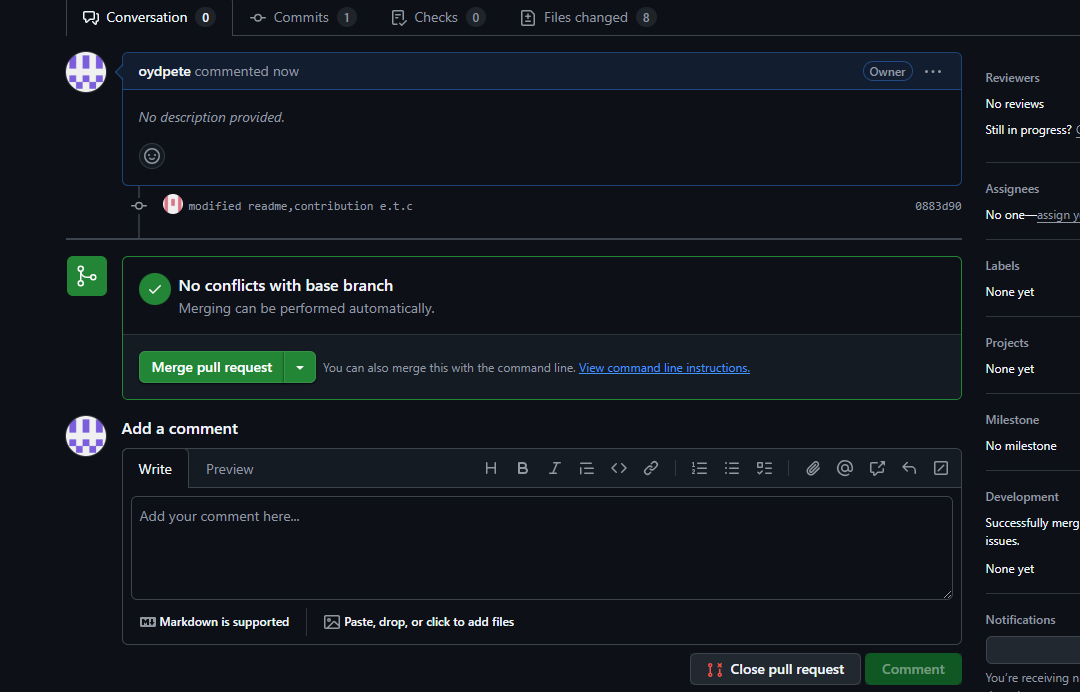 Conversation 0 Commits 1 Checks 0 Files changed 8
oydpete commented now Owner
No description provided.
modified readme,contribution e.t.c 0883d90
No conflicts with base branch
Merging can be performed automatically.
Merge pull request You can also merge this with the command line. View command line instructions.
Add a comment
Write Preview
Add your comment here...
Markdown is supported Paste, drop, or click to add files
Close pull request Comment
Reviewers
No reviews
Still in progress?
Assignees
No one—assign
Labels
None yet
Projects
None yet
Milestone
No milestone
Development
Successfully merg
issues.
None yet
Notifications
You're receiving n